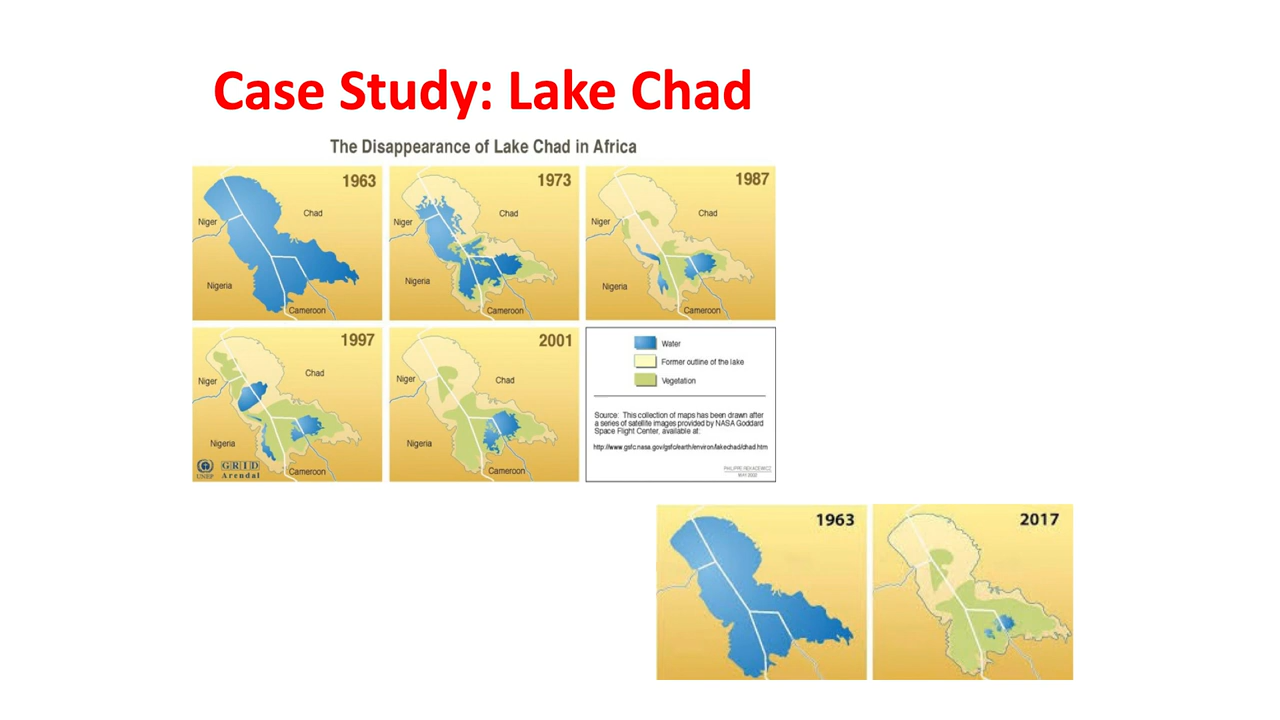 Case Study: Lake Chad
The Disappearance of Lake Chad in Africa
1963
Niger
Chad
Nigeria
Cameroon
1973
Niger
Chad
Nigeria
Cameroon
1987
Niger
Chad
Nigeria
Cameroon
1997
Niger
Chad
Nigeria
Cameroon
UNEP
GRID
Arendal
2001
Niger
Chad
Nigeria
Cameroon
Water
Former outline of the lake
Vegetation
Source: This collection of maps has been drawn after
a series of satellite images provided by NASA Goddard
Space Flight Center, available at:
http://www.gsfc.nasa.gov/gsfc/earth/environ/lakechad/chad.htm
PHILIPPE REKACEWICZ
MAY 2002
1963
2017